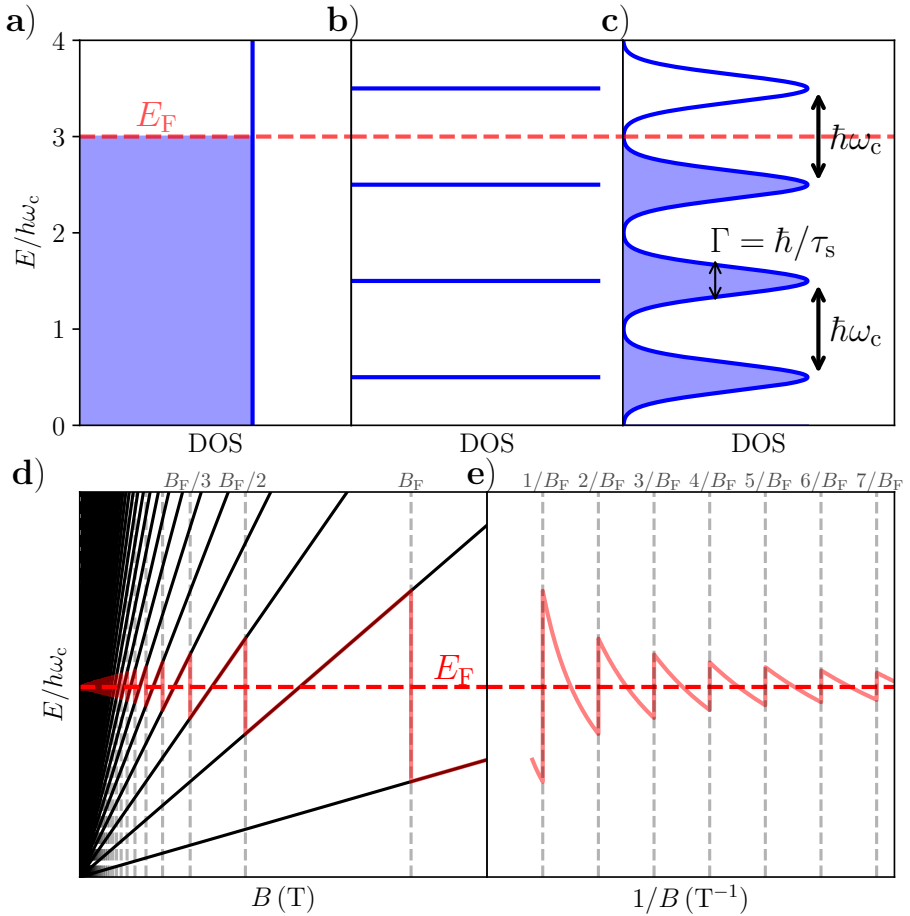 a)
b)
c)
4
3
2
1
0
E/ħω_c
E_F
ħω_c
Γ = ħ/τ_s
ħω_c
DOS
DOS
DOS
d)
e)
B_F/3
B_F/2
B_F
1/B_F
2/B_F
3/B_F
4/B_F
5/B_F
6/B_F
7/B_F
E/ħω_c
E_F
B (T)
1/B (T⁻¹)